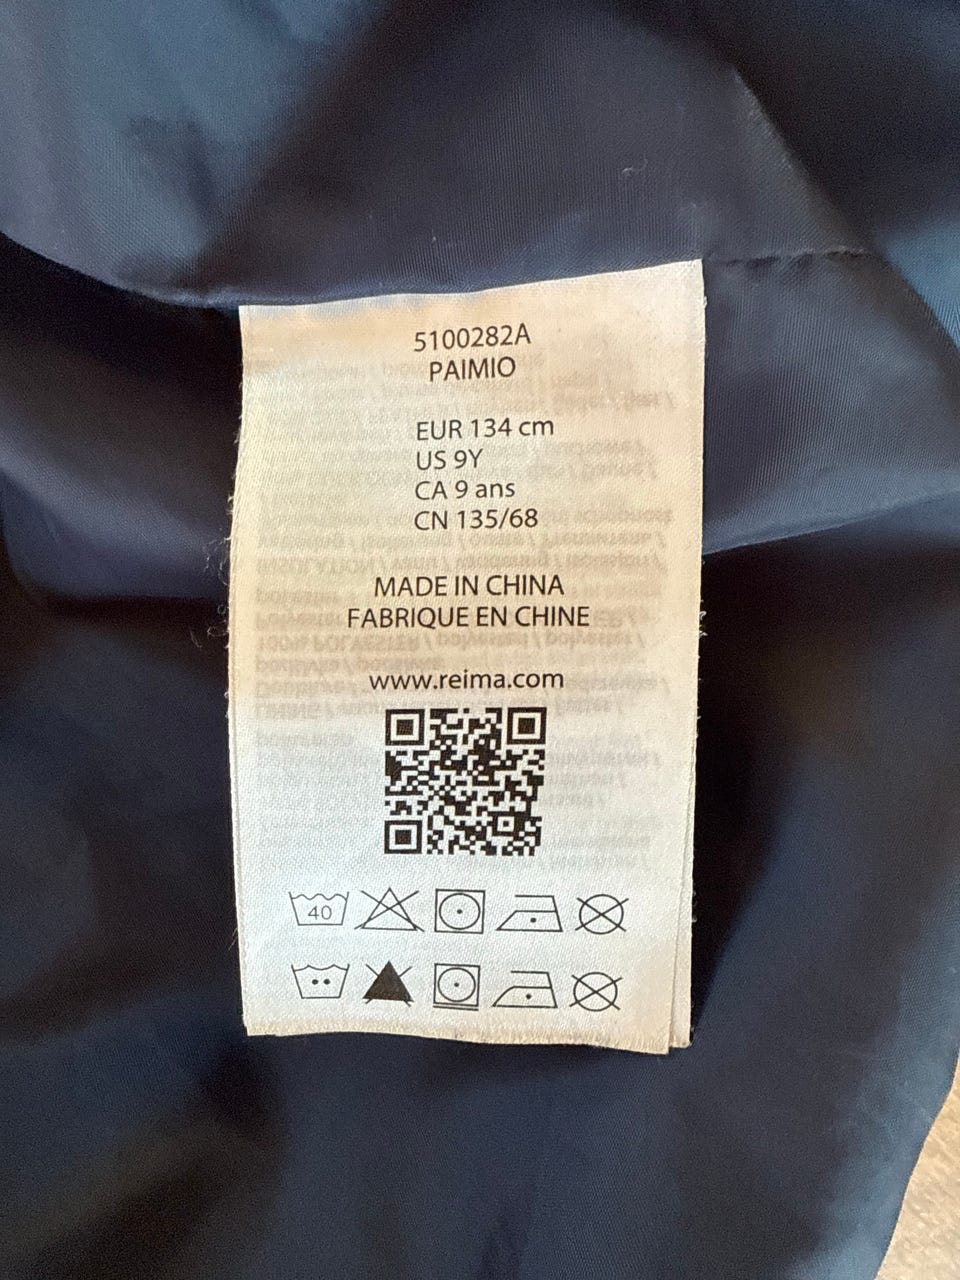 5100282A
PAIMIO
EUR 134 cm
US 9Y
CA 9 ans
CN 135/68
MADE IN CHINA
FABRIQUE EN CHINE
www.reima.com
40